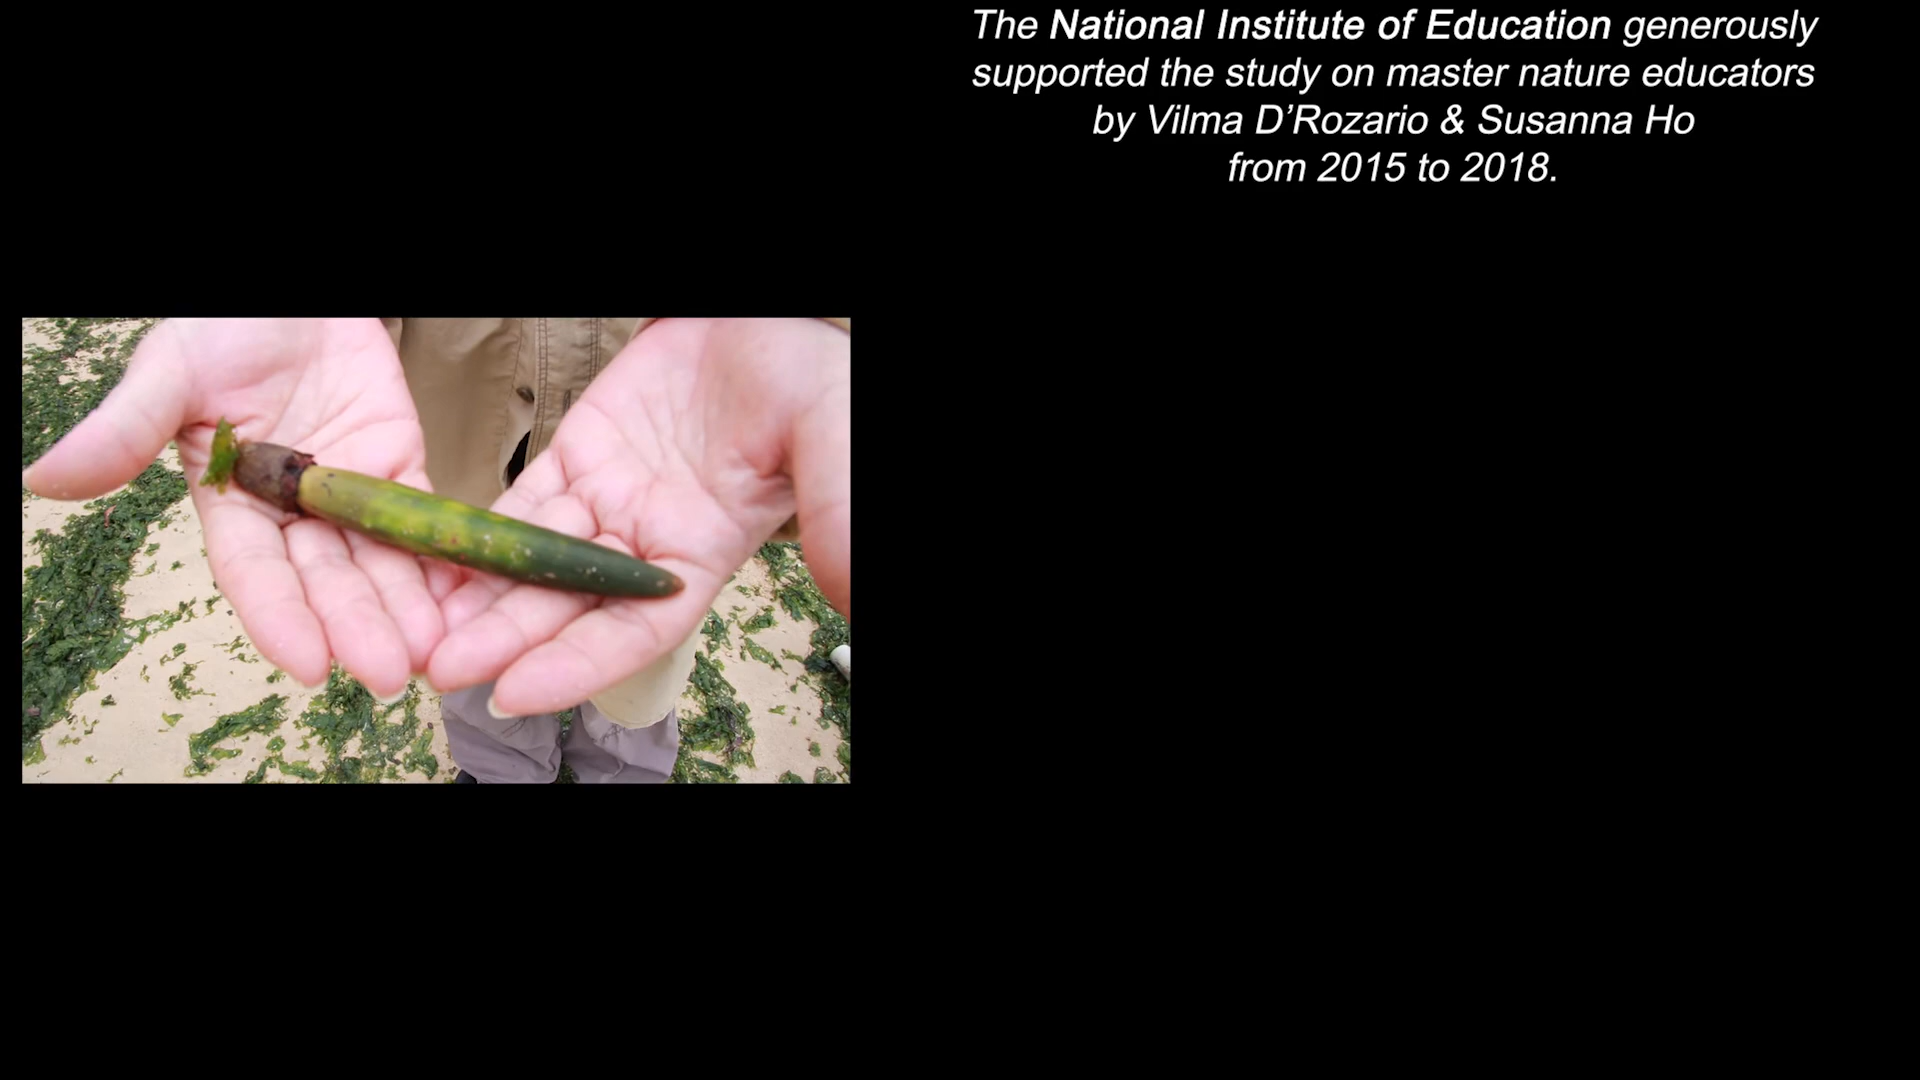 The National Institute of Education generously
supported the study on master nature educators
by Vilma D’Rozario & Susanna Ho
from 2015 to 2018.